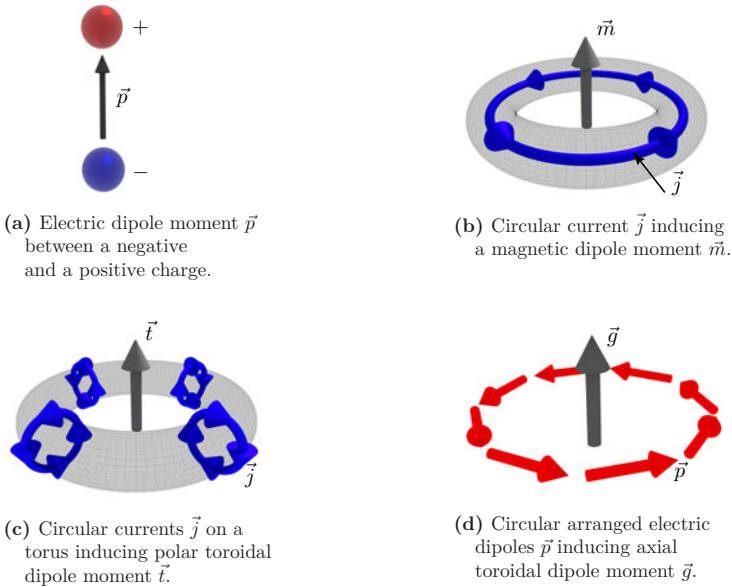 +
p⃗
−
(a) Electric dipole moment p⃗
between a negative
and a positive charge.
m⃗
j⃗
(b) Circular current j⃗ inducing
a magnetic dipole moment m⃗.
t⃗
j⃗
(c) Circular currents j⃗ on a
torus inducing polar toroidal
dipole moment t⃗.
g⃗
p⃗
(d) Circular arranged electric
dipoles p⃗ inducing axial
toroidal dipole moment g⃗.